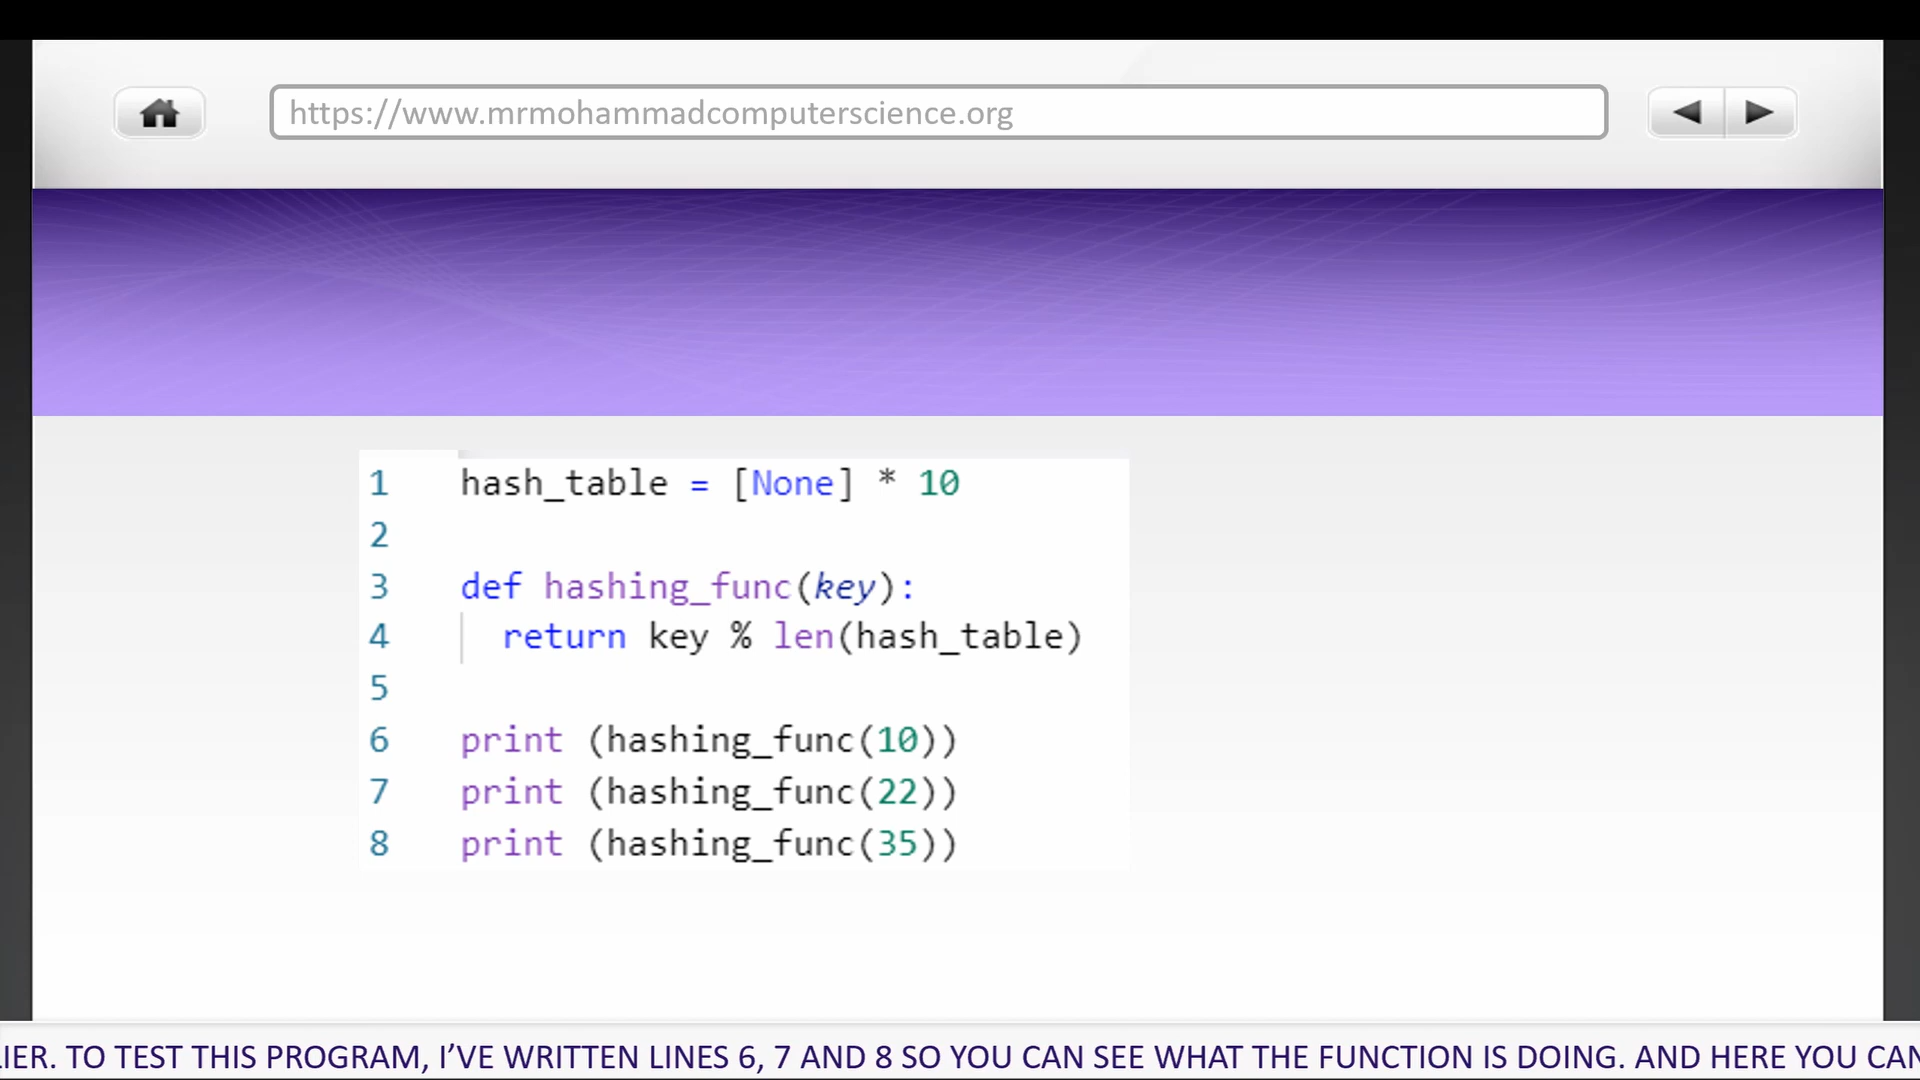 https://www.mrmohammadcomputerscience.org
1 hash_table = [None] * 10
2
3 def hashing_func(key):
4 return key % len(hash_table)
5
6 print (hashing_func(10))
7 print (hashing_func(22))
8 print (hashing_func(35))
LIER. TO TEST THIS PROGRAM, I’VE WRITTEN LINES 6, 7 AND 8 SO YOU CAN SEE WHAT THE FUNCTION IS DOING. AND HERE YOU CAN